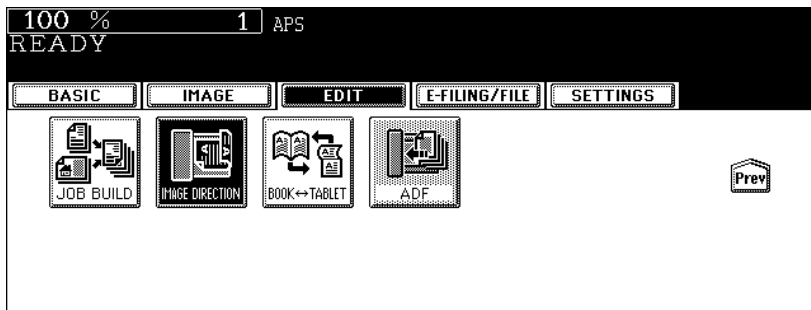 100 % 1 APS
READY
BASIC IMAGE EDIT E-FILING/FILE SETTINGS
JOB BUILD IMAGE DIRECTION BOOK↔TABLET ADF
Prev